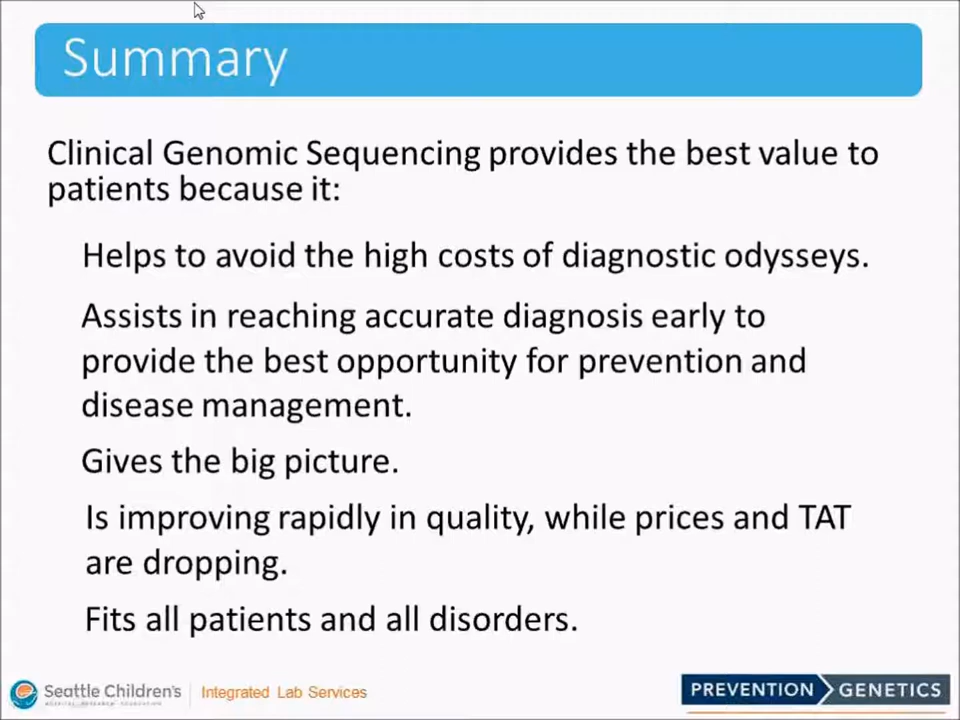 Summary
Clinical Genomic Sequencing provides the best value to
patients because it:
Helps to avoid the high costs of diagnostic odysseys.
Assists in reaching accurate diagnosis early to
provide the best opportunity for prevention and
disease management.
Gives the big picture.
Is improving rapidly in quality, while prices and TAT
are dropping.
Fits all patients and all disorders.
Seattle Children's
HOSPITAL • RESEARCH • FOUNDATION
Integrated Lab Services
PREVENTION GENETICS